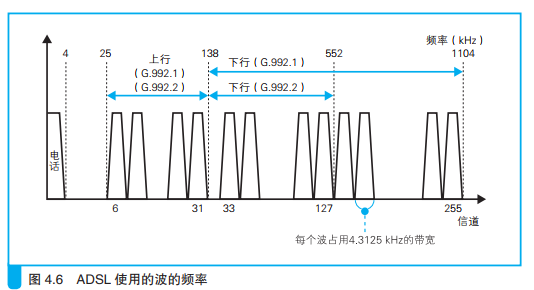 频率（kHz）
4
25
138
552
1104
上行
（G.992.1）
（G.992.2）
下行（G.992.1）
下行（G.992.2）
电话
6
31
33
127
255
信道
每个波占用4.3125 kHz的带宽
图 4.6 ADSL 使用的波的频率